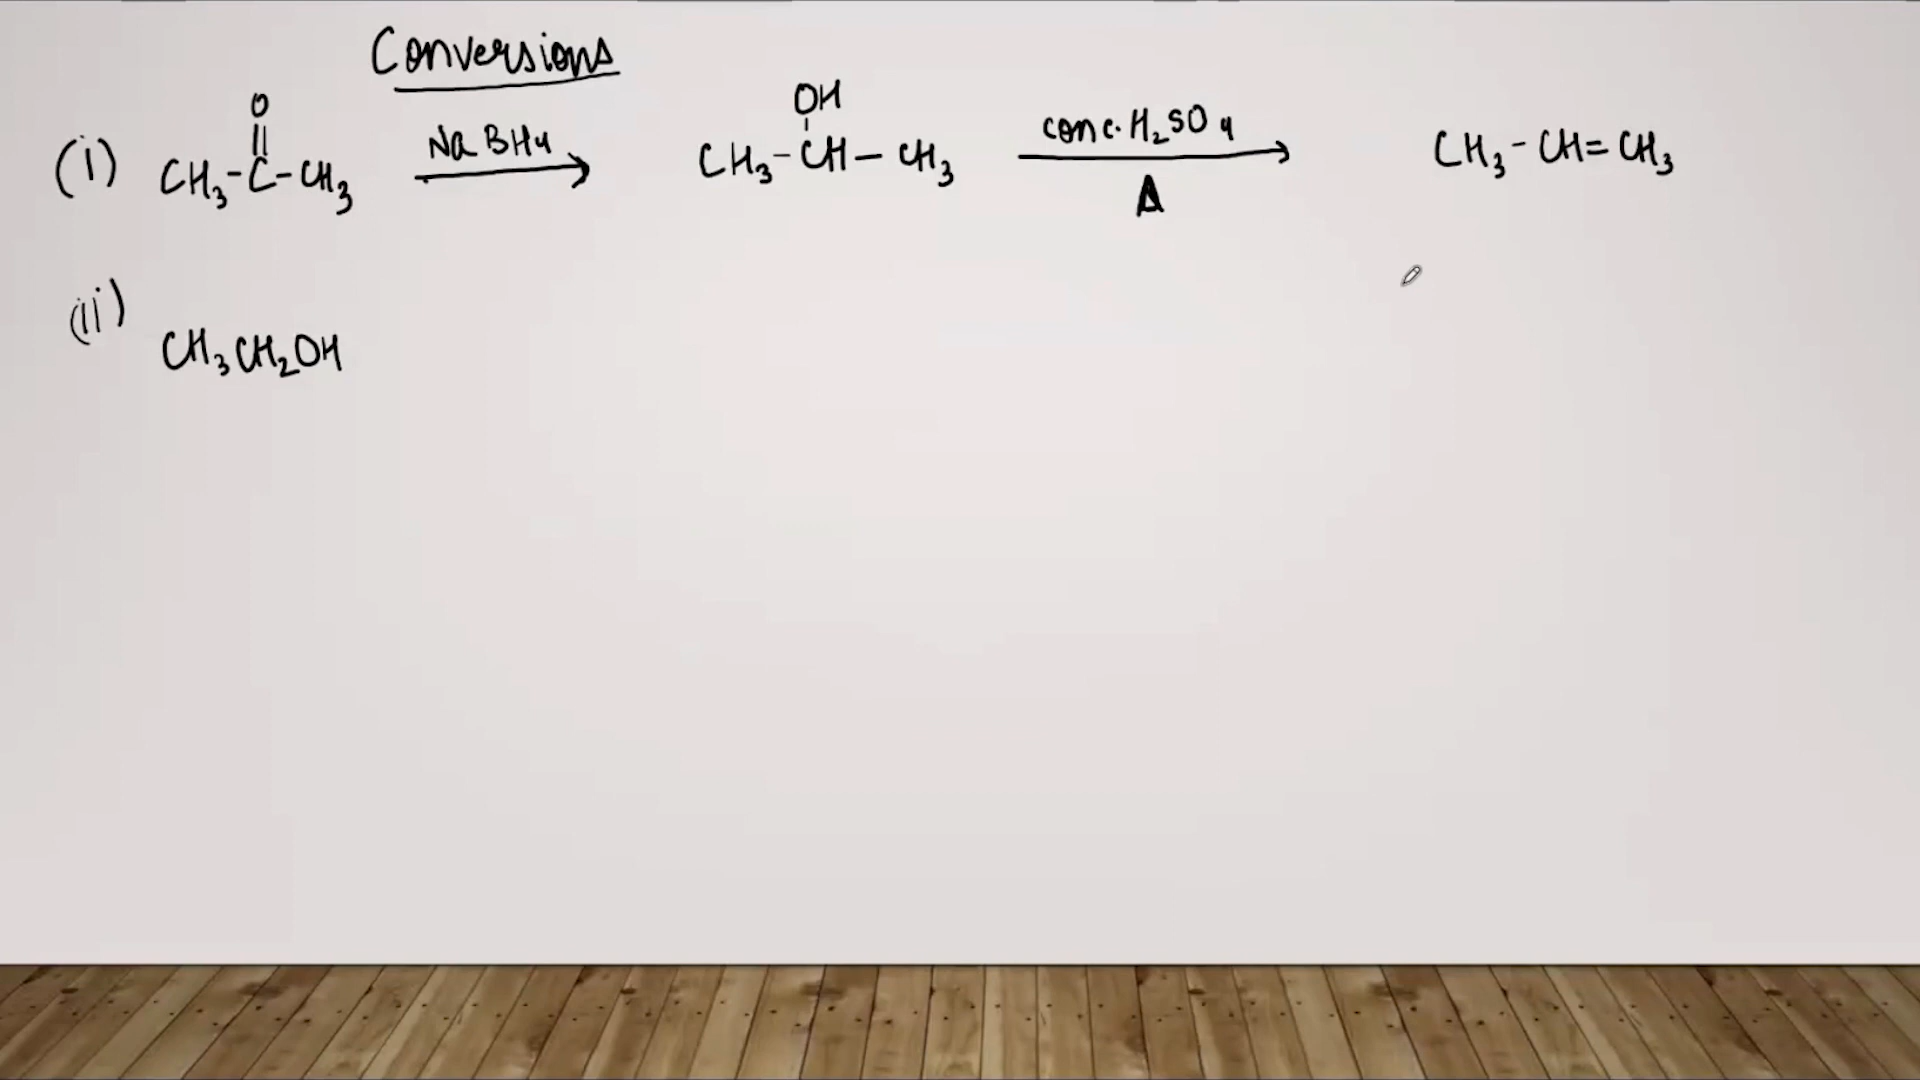 Conversions
(i) CH₃-C(=O)-CH₃ NaBH₄ → CH₃-CH(OH)-CH₃ conc. H₂SO₄ → Δ CH₃-CH=CH₃
(ii) CH₃CH₂OH